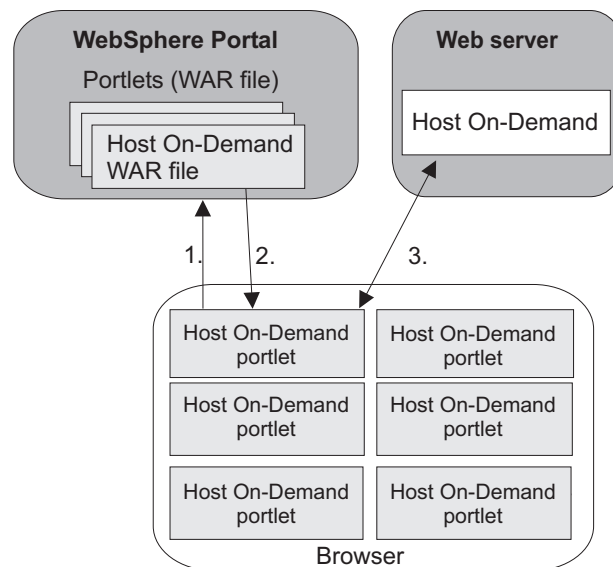 WebSphere Portal
Portlets (WAR file)
Host On-Demand
WAR file
Web server
Host On-Demand
1.
2.
3.
Host On-Demand
portlet
Host On-Demand
portlet
Host On-Demand
portlet
Host On-Demand
portlet
Host On-Demand
portlet
Host On-Demand
portlet
Browser